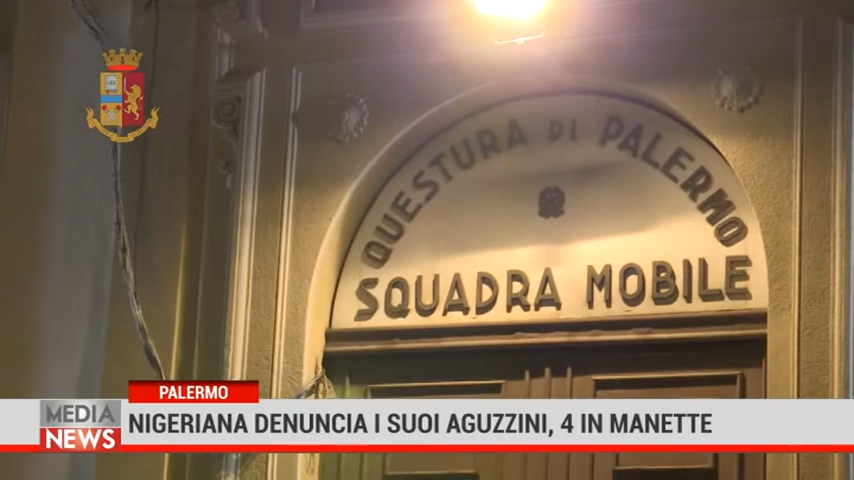 QUESTURA DI PALERMO
SQUADRA MOBILE
PALERMO
MEDIA
NEWS
NIGERIANA DENUNCIA I SUOI AGUZZINI, 4 IN MANETTE